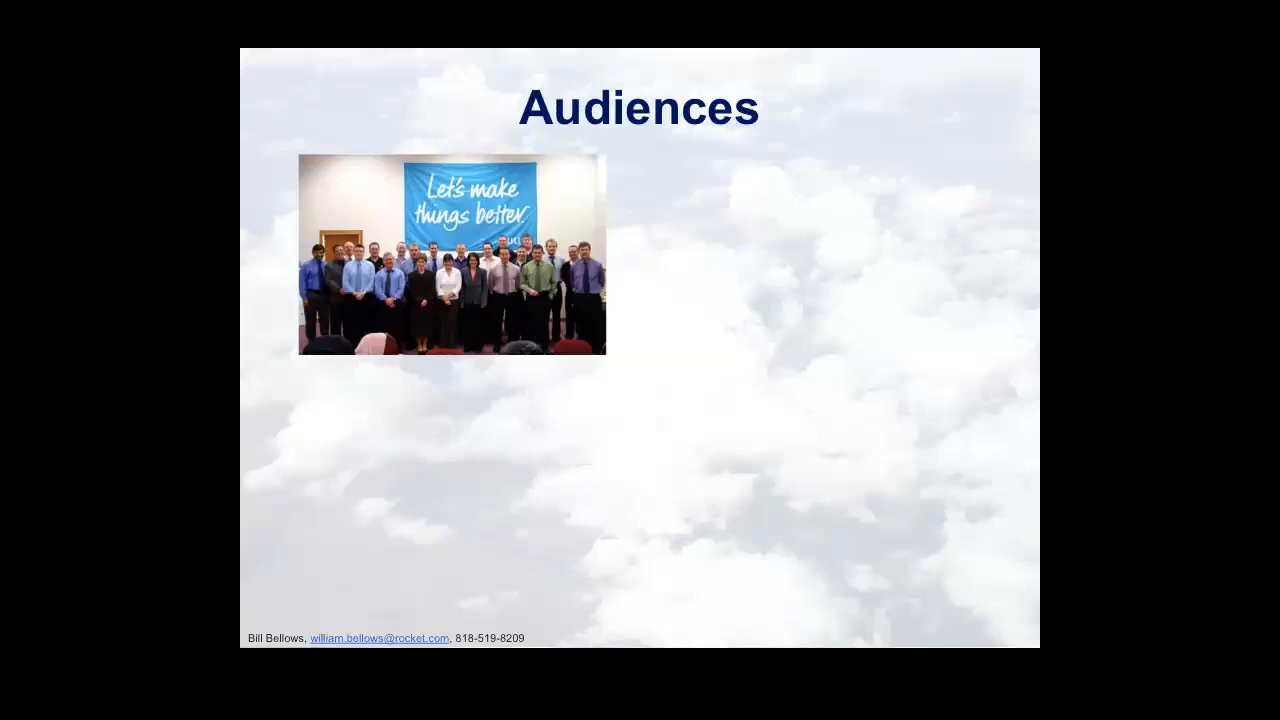 Audiences
Let's make
things better.
Bill Bellows, william.bellows@rocket.com, 818-519-8209